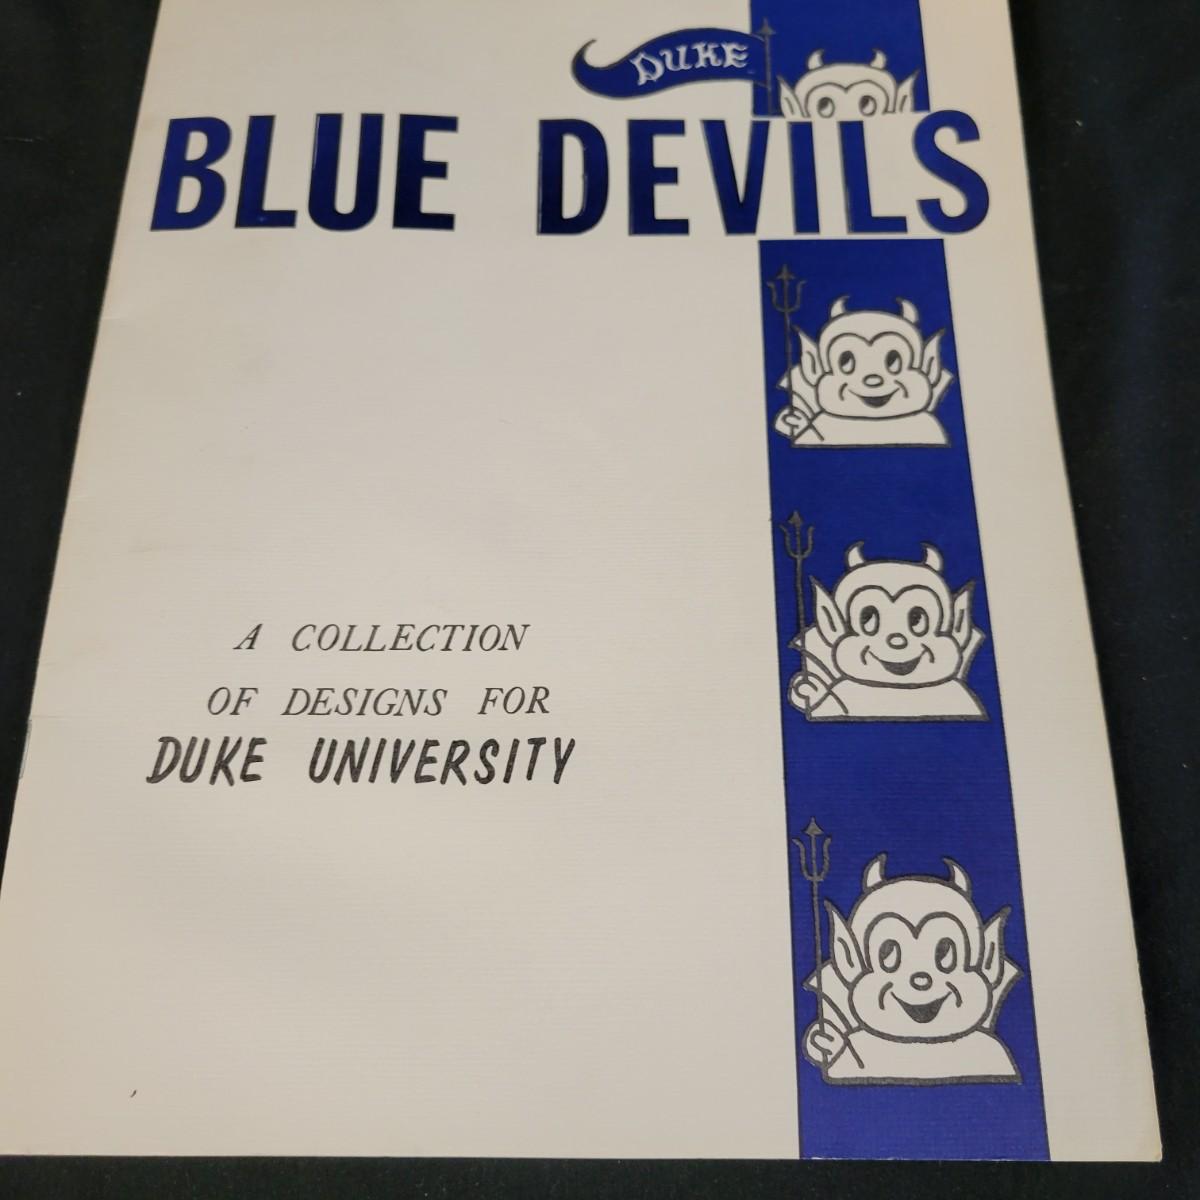 DUKE
BLUE DEVILS
A COLLECTION
OF DESIGNS FOR
DUKE UNIVERSITY